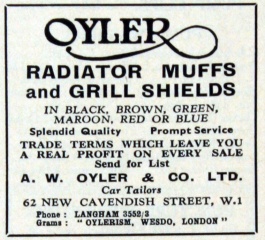 OYLER
RADIATOR MUFFS
and GRILL SHIELDS
IN BLACK, BROWN, GREEN,
MAROON, RED OR BLUE
Splendid Quality Prompt Service
TRADE TERMS WHICH LEAVE YOU
A REAL PROFIT ON EVERY SALE
Send for List
A. W. OYLER & CO. LTD.
Car Tailors
62 NEW CAVENDISH STREET, W.1
Phone : LANGHAM 3552/3
Grams : " OYLERISM, WESDO, LONDON "